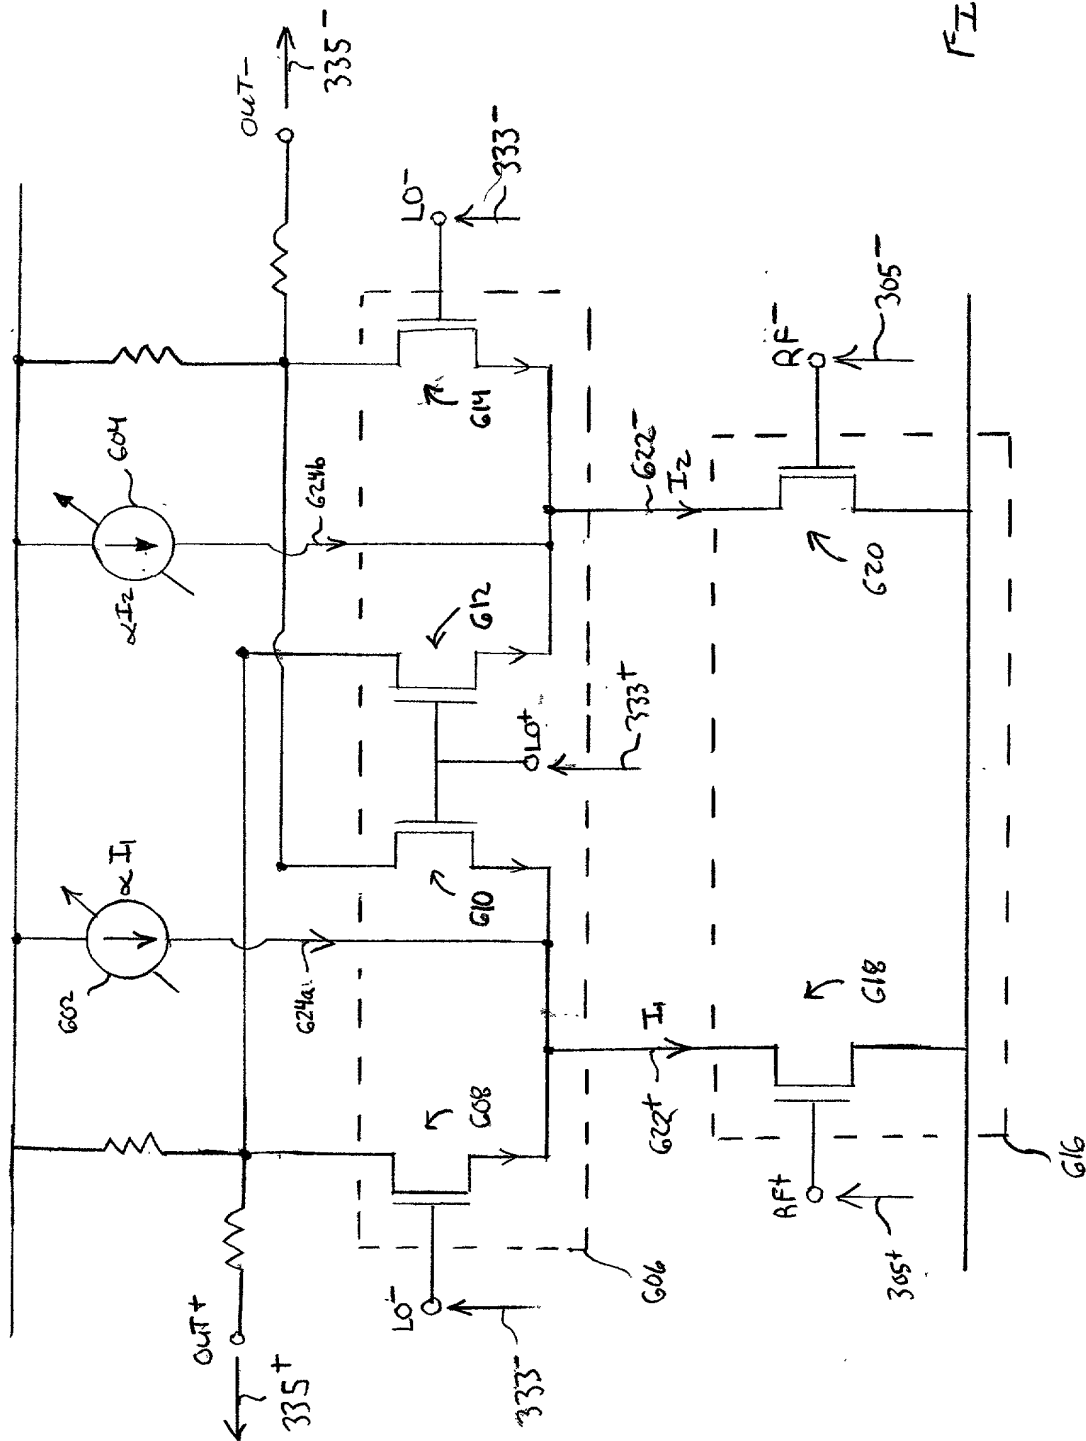 602
αI1
αI2
604
OUT+
335+
OUT-
335-
624a
624b
LO-
333-
608
610
612
614
LO-
333-
LO+
333+
606
622+
I1
622-
I2
RF+
305+
618
620
RF-
305-
616
FI